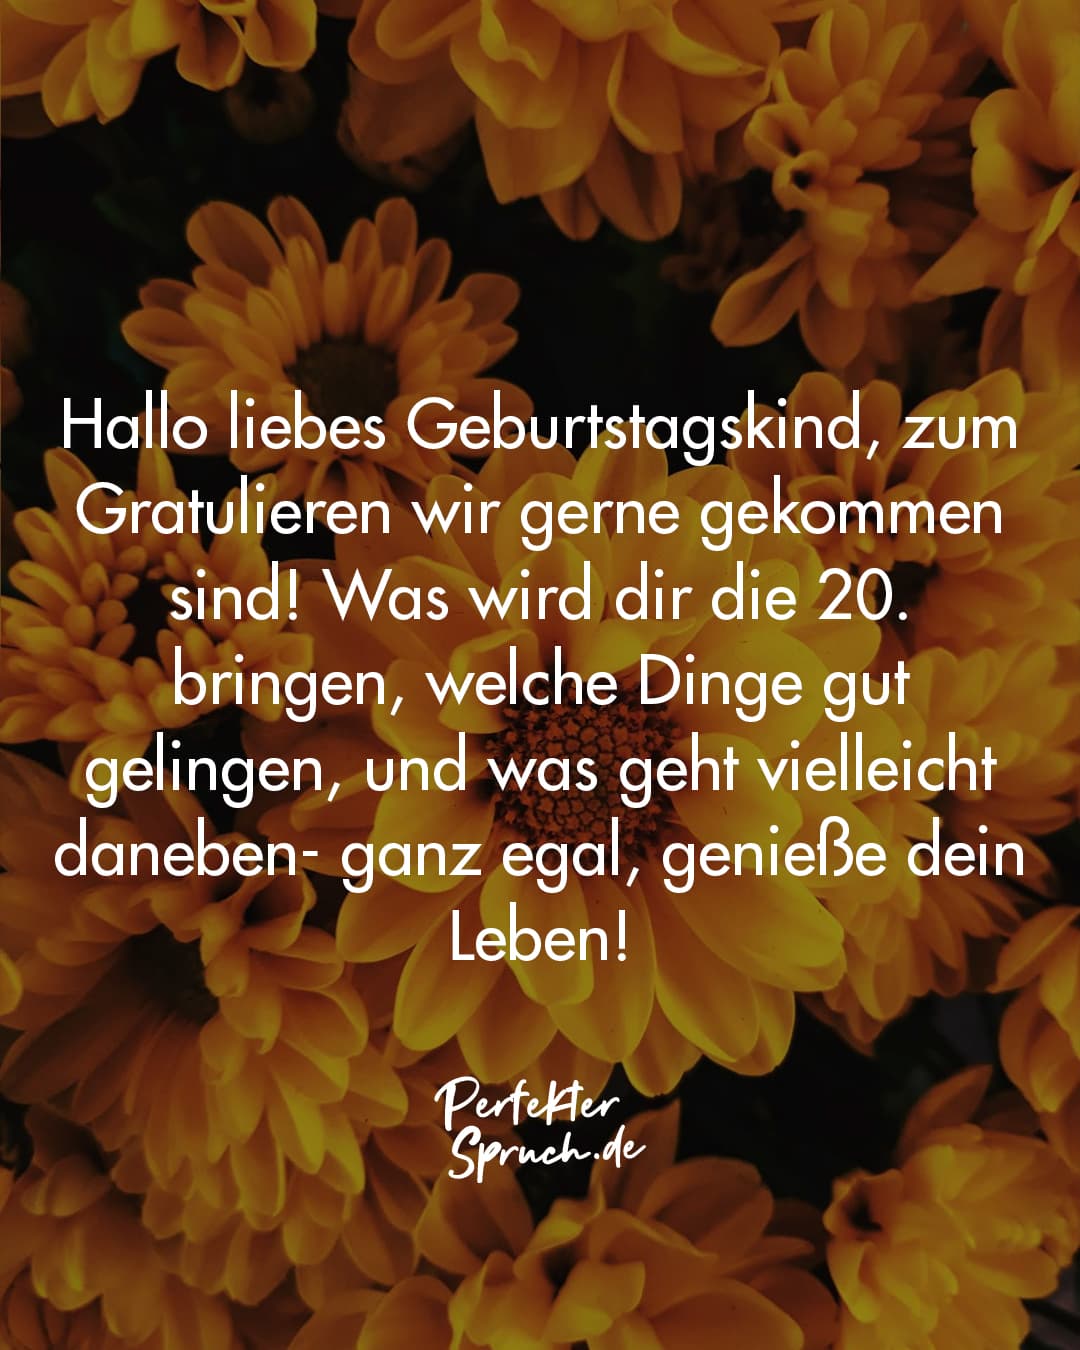 Hallo liebes Geburtstagskind, zum
Gratulieren wir gerne gekommen
sind! Was wird dir die 20.
bringen, welche Dinge gut
gelingen, und was geht vielleicht
daneben- ganz egal, genieße dein
Leben!
Perfekter
Spruch.de